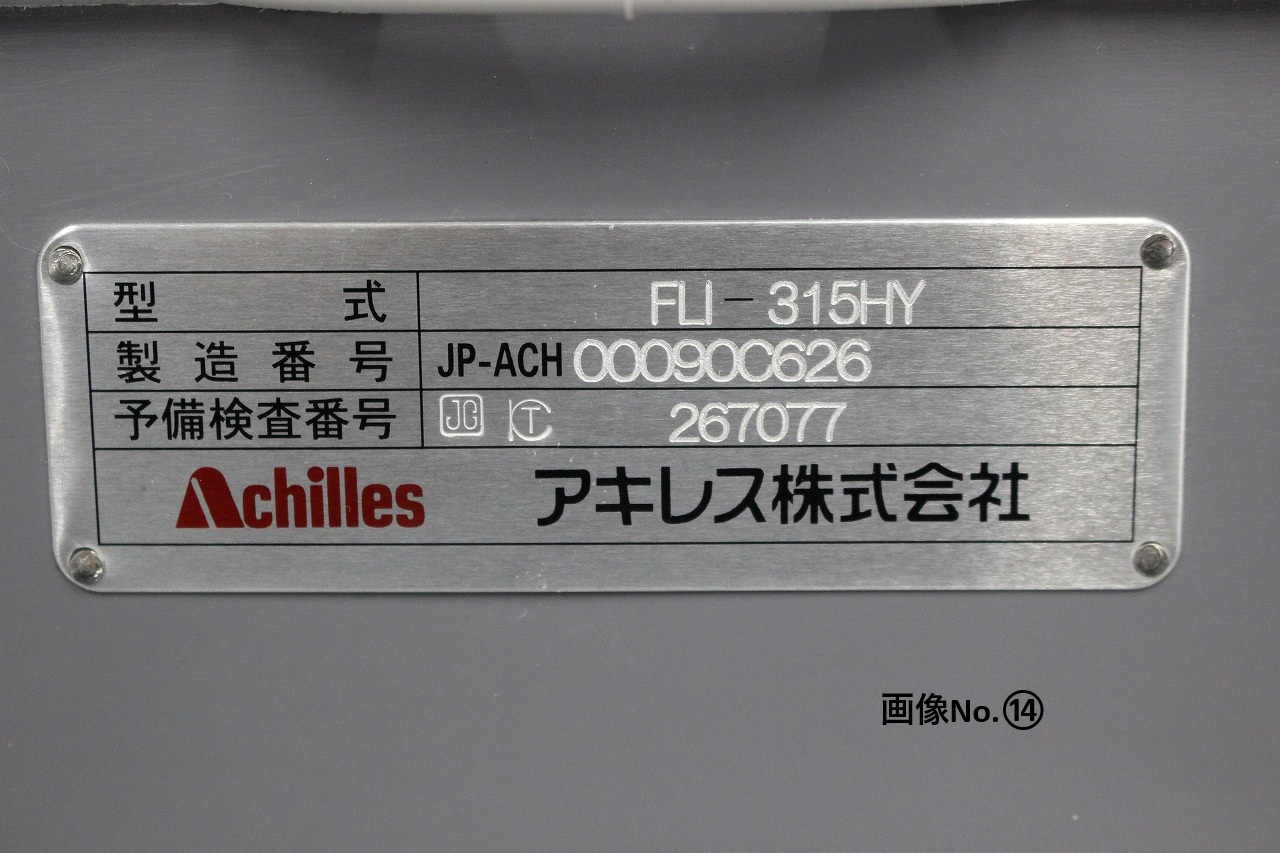 型式 FLI-315HY
製造番号 JP-ACH 00090C626
予備検査番号 JG 267077
Achilles アキレス株式会社
画像No.⑭